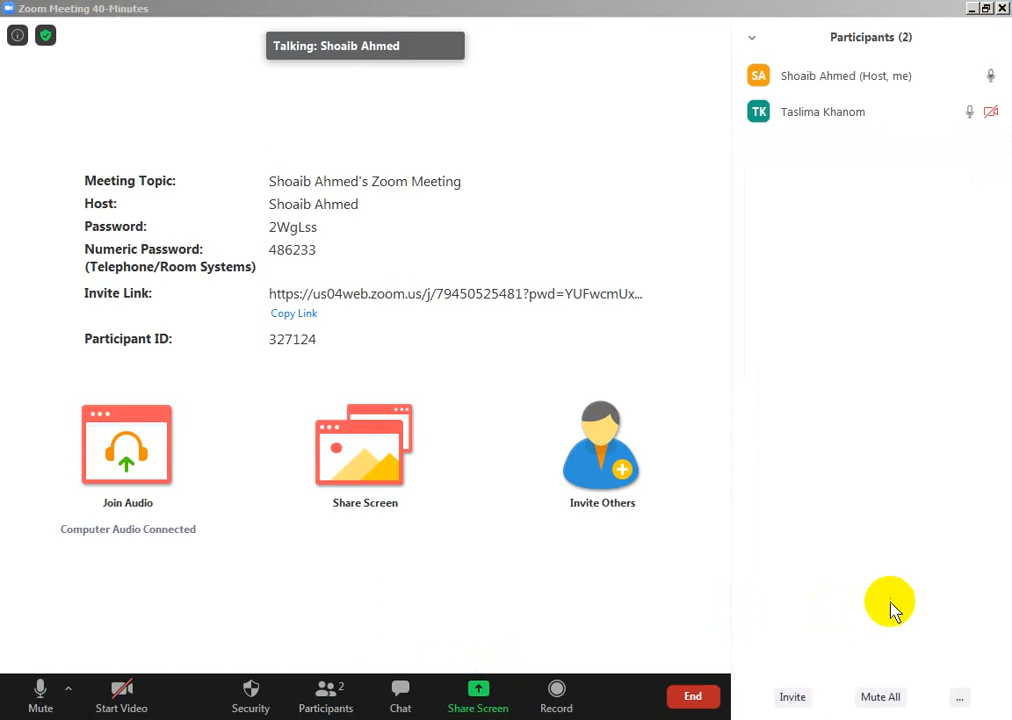 Zoom Meeting 40-Minutes
Talking: Shoaib Ahmed
Participants (2)
SA Shoaib Ahmed (Host, me)
TK Taslima Khanom
Meeting Topic: Shoaib Ahmed's Zoom Meeting
Host: Shoaib Ahmed
Password: 2WgLss
Numeric Password: 486233
(Telephone/Room Systems)
Invite Link: https://us04web.zoom.us/j/79450525481?pwd=YUFwcmUx...
Copy Link
Participant ID: 327124
Join Audio Share Screen Invite Others
Computer Audio Connected
Mute Start Video Security Participants 2 Chat Share Screen Record End
Invite Mute All ...